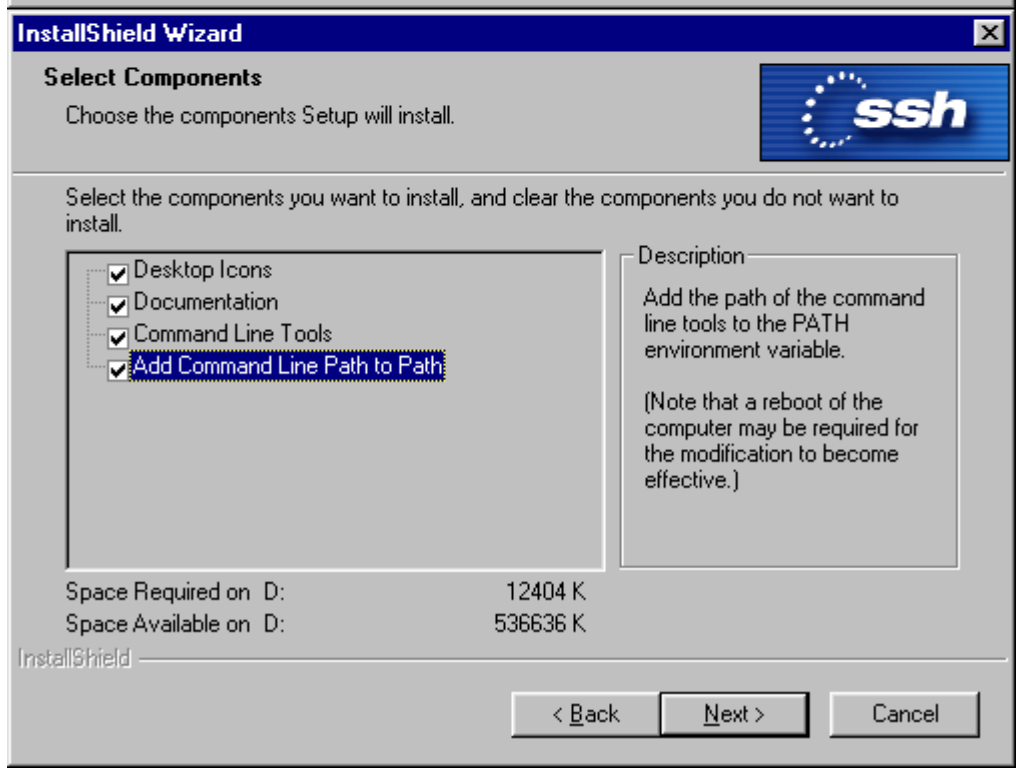 InstallShield Wizard
Select Components
Choose the components Setup will install.
ssh
Select the components you want to install, and clear the components you do not want to
install.
Desktop Icons
Documentation
Command Line Tools
Add Command Line Path to Path
Description
Add the path of the command
line tools to the PATH
environment variable.
(Note that a reboot of the
computer may be required for
the modification to become
effective.)
Space Required on D: 12404 K
Space Available on D: 536636 K
InstallShield
< Back Next > Cancel